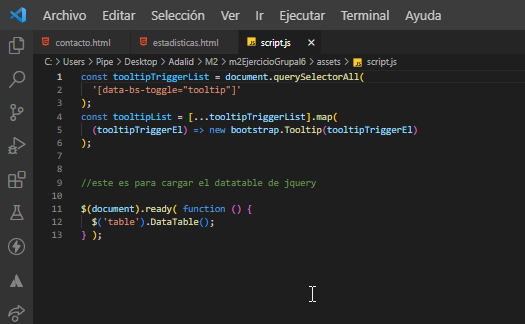 Archivo Editar Selección Ver Ir Ejecutar Terminal Ayuda
contacto.html estadisticas.html JS script.js
C: > Users > Pipe > Desktop > Adalid > M2 > m2EjercicioGrupal6 > assets > JS script.js
1 const tooltipTriggerList = document.querySelectorAll(
2 '[data-bs-toggle="tooltip"]'
3 );
4 const tooltipList = [...tooltipTriggerList].map(
5 (tooltipTriggerEl) => new bootstrap.Tooltip(tooltipTriggerEl)
6 );
7
8
9 //este es para cargar el datatable de jquery
10
11 $(document).ready( function () {
12 $('table').DataTable();
13 } );